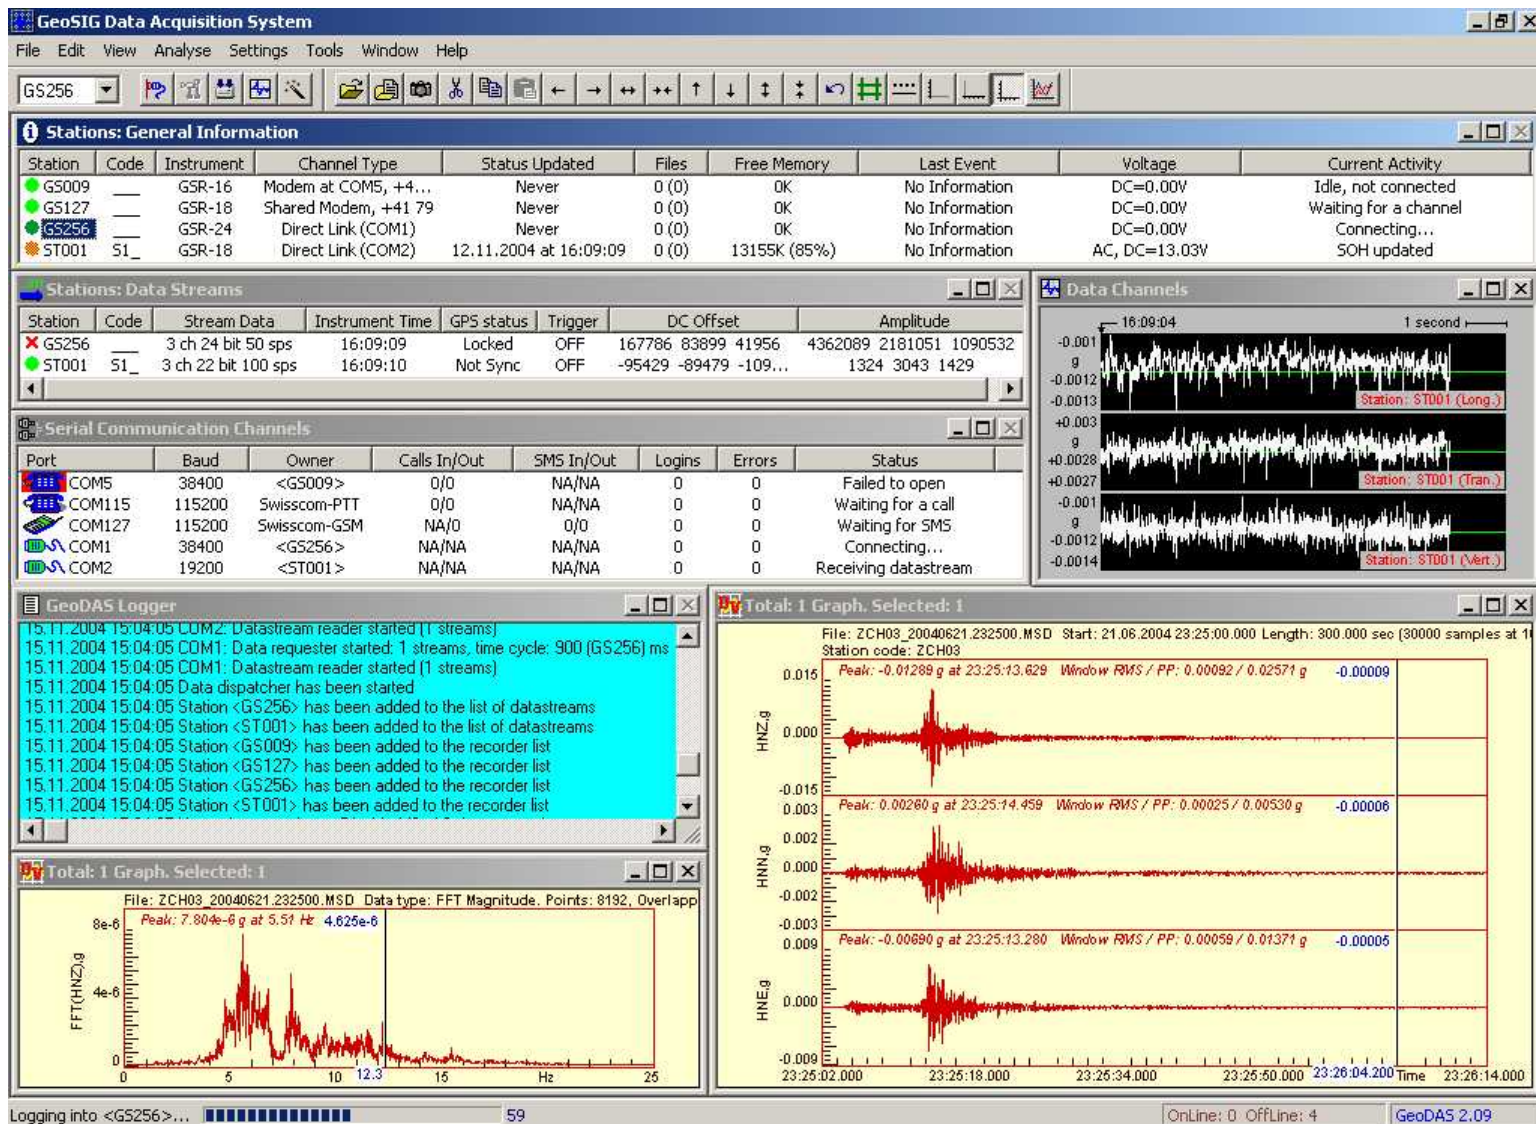 GeoSIG Data Acquisition System
File Edit View Analyse Settings Tools Window Help
GS256
Stations: General Information
Station Code Instrument Channel Type Status Updated Files Free Memory Last Event Voltage Current Activity
GS009 ___ GSR-16 Modem at COM5, +4... Never 0 (0) 0K No Information DC=0.00V Idle, not connected
GS127 ___ GSR-18 Shared Modem, +41 79 Never 0 (0) 0K No Information DC=0.00V Waiting for a channel
GS256 ___ GSR-24 Direct Link (COM1) Never 0 (0) 0K No Information DC=0.00V Connecting...
ST001 S1_ GSR-18 Direct Link (COM2) 12.11.2004 at 16:09:09 0 (0) 13155K (85%) No Information AC, DC=13.03V SOH updated
Stations: Data Streams
Station Code Stream Data Instrument Time GPS status Trigger DC Offset Amplitude
GS256 ___ 3 ch 24 bit 50 sps 16:09:09 Locked OFF 167786 83899 41956 4362089 2181051 1090532
ST001 S1_ 3 ch 22 bit 100 sps 16:09:10 Not Sync OFF -95429 -89479 -109... 1324 3043 1429
Data Channels
16:09:04 1 second
-0.001
g
-0.0012
-0.0013
Station: ST001 (Long.)
+0.003
g
+0.0028
+0.0027
Station: ST001 (Tran.)
-0.001
g
-0.0012
-0.0014
Station: ST001 (Vert.)
Serial Communication Channels
Port Baud Owner Calls In/Out SMS In/Out Logins Errors Status
COM5 38400 <GS009> 0/0 NA/NA 0 0 Failed to open
COM115 115200 Swisscom-PTT 0/0 NA/NA 0 0 Waiting for a call
COM127 115200 Swisscom-GSM NA/0 0/0 0 0 Waiting for SMS
COM1 38400 <GS256> NA/NA NA/NA 0 0 Connecting...
COM2 19200 <ST001> NA/NA NA/NA 0 0 Receiving datastream
GeoDAS Logger
15.11.2004 15:04:05 COM2: Datastream reader started (1 streams)
15.11.2004 15:04:05 COM1: Data requester started: 1 streams, time cycle: 900 (GS256) ms
15.11.2004 15:04:05 COM1: Datastream reader started (1 streams)
15.11.2004 15:04:05 Data dispatcher has been started
15.11.2004 15:04:05 Station <GS256> has been added to the list of datastreams
15.11.2004 15:04:05 Station <ST001> has been added to the list of datastreams
15.11.2004 15:04:05 Station <GS009> has been added to the recorder list
15.11.2004 15:04:05 Station <GS127> has been added to the recorder list
15.11.2004 15:04:05 Station <GS256> has been added to the recorder list
15.11.2004 15:04:05 Station <ST001> has been added to the recorder list
Total: 1 Graph. Selected: 1
File: ZCH03_20040621.232500.MSD Data type: FFT Magnitude. Points: 8192, Overlapp
Peak: 7.804e-6 g at 5.51 Hz 4.625e-6
8e-6
4e-6
0
FFT(HNZ),g
0 5 10 12.3 15 Hz 25
Total: 1 Graph. Selected: 1
File: ZCH03_20040621.232500.MSD Start: 21.06.2004 23:25:00.000 Length: 300.000 sec (30000 samples at 1
Station code: ZCH03
Peak: -0.01289 g at 23:25:13.629 Window RMS / PP: 0.00092 / 0.02571 g -0.00009
0.015
0.000
-0.015
HNZ,g
Peak: 0.00260 g at 23:25:14.459 Window RMS / PP: 0.00025 / 0.00530 g -0.00006
0.003
0.002
0.000
-0.002
-0.003
HNN,g
Peak: -0.00690 g at 23:25:13.280 Window RMS / PP: 0.00059 / 0.01371 g -0.00005
0.009
0.000
-0.009
HNE,g
23:25:02.000 23:25:18.000 23:25:34.000 23:25:50.000 23:26:04.200 Time 23:26:14.000
Logging into <GS256>... 59 OnLine: 0 OffLine: 4 GeoDAS 2.09